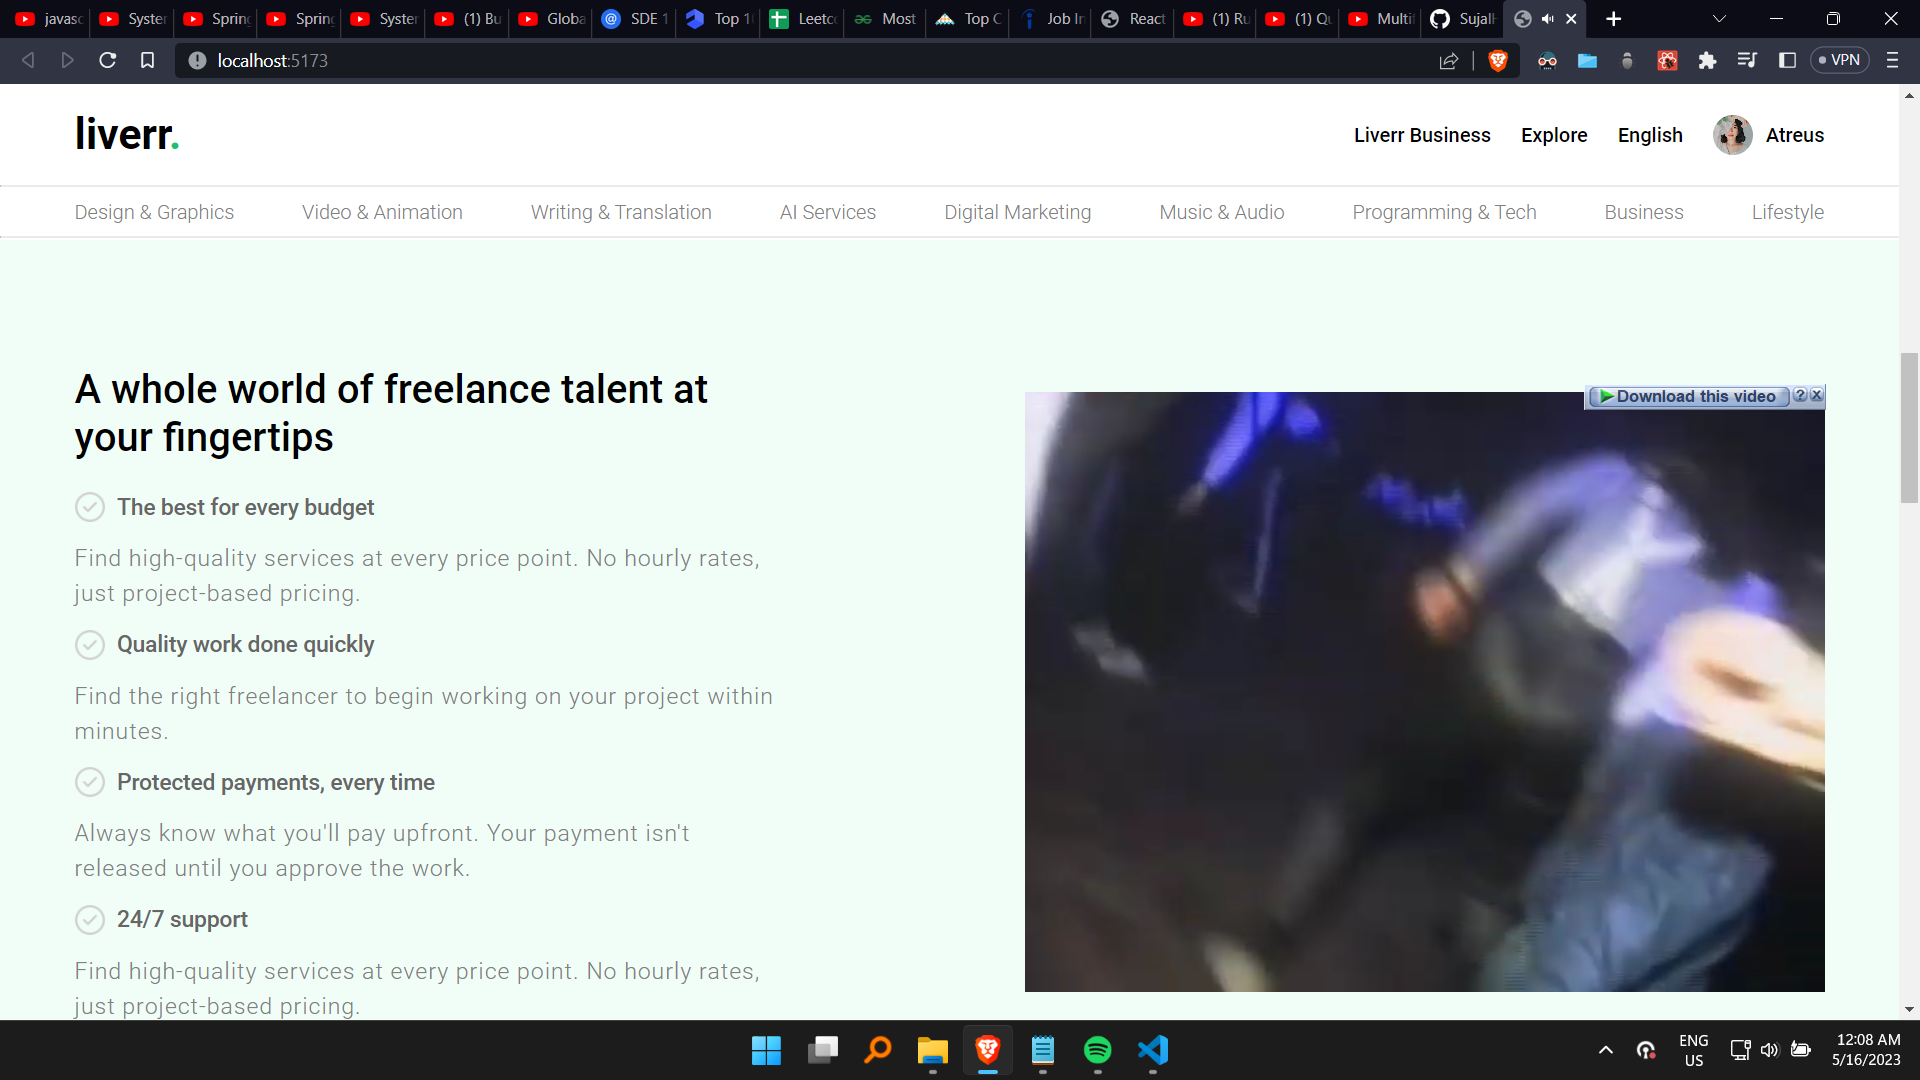 javasc
System
Spring
Spring
System
(1) Bu
Globa
SDE 1
Top 1
Leetc
Most
Top C
Job In
React
(1) Ru
(1) Qu
Multi
Sujal
localhost:5173
VPN
liverr.
Liverr Business
Explore
English
Atreus
Design & Graphics
Video & Animation
Writing & Translation
AI Services
Digital Marketing
Music & Audio
Programming & Tech
Business
Lifestyle
A whole world of freelance talent at
your fingertips
The best for every budget
Find high-quality services at every price point. No hourly rates,
just project-based pricing.
Quality work done quickly
Find the right freelancer to begin working on your project within
minutes.
Protected payments, every time
Always know what you'll pay upfront. Your payment isn't
released until you approve the work.
24/7 support
Find high-quality services at every price point. No hourly rates,
just project-based pricing.
Download this video
ENG
US
12:08 AM
5/16/2023